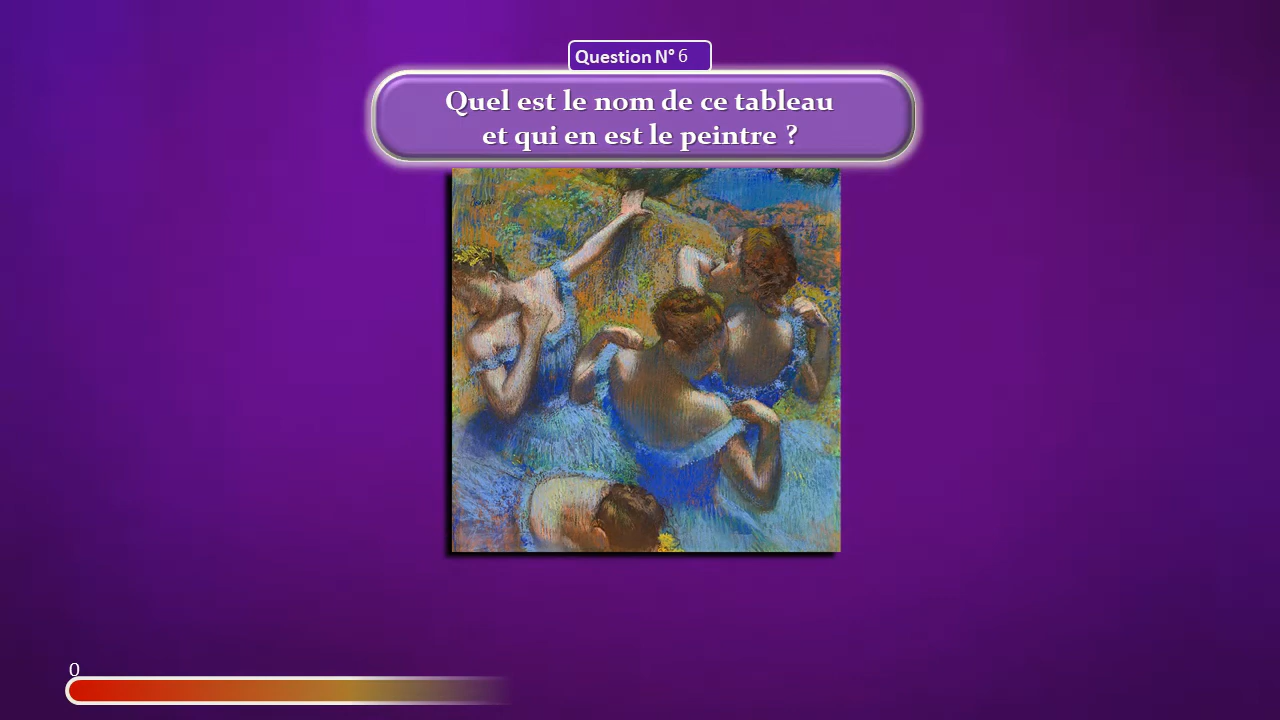 Question N° 6
Quel est le nom de ce tableau
et qui en est le peintre ?
0